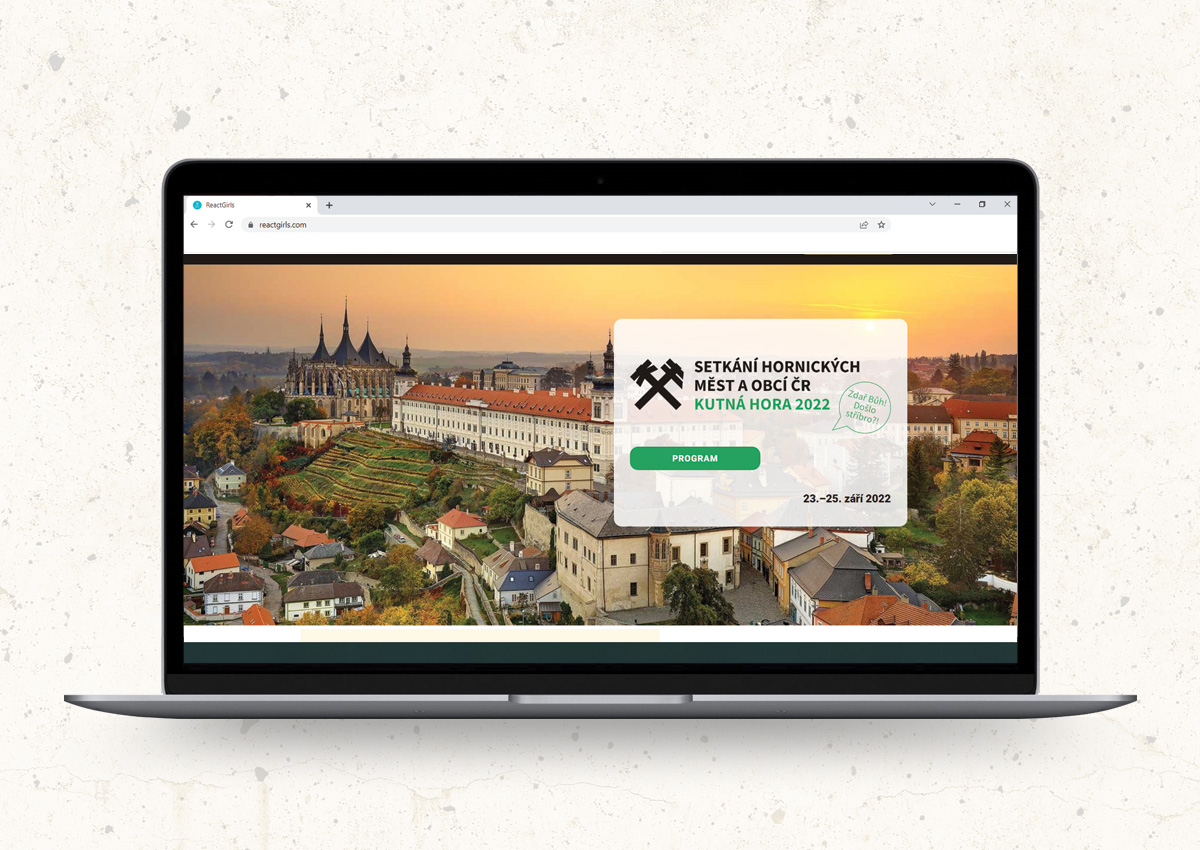 ReactGirls
reactgirls.com
SETKÁNÍ HORNICKÝCH
MĚST A OBCÍ ČR
KUTNÁ HORA 2022
Zdař Bůh!
Došlo
stříbro?!
PROGRAM
23.–25. září 2022